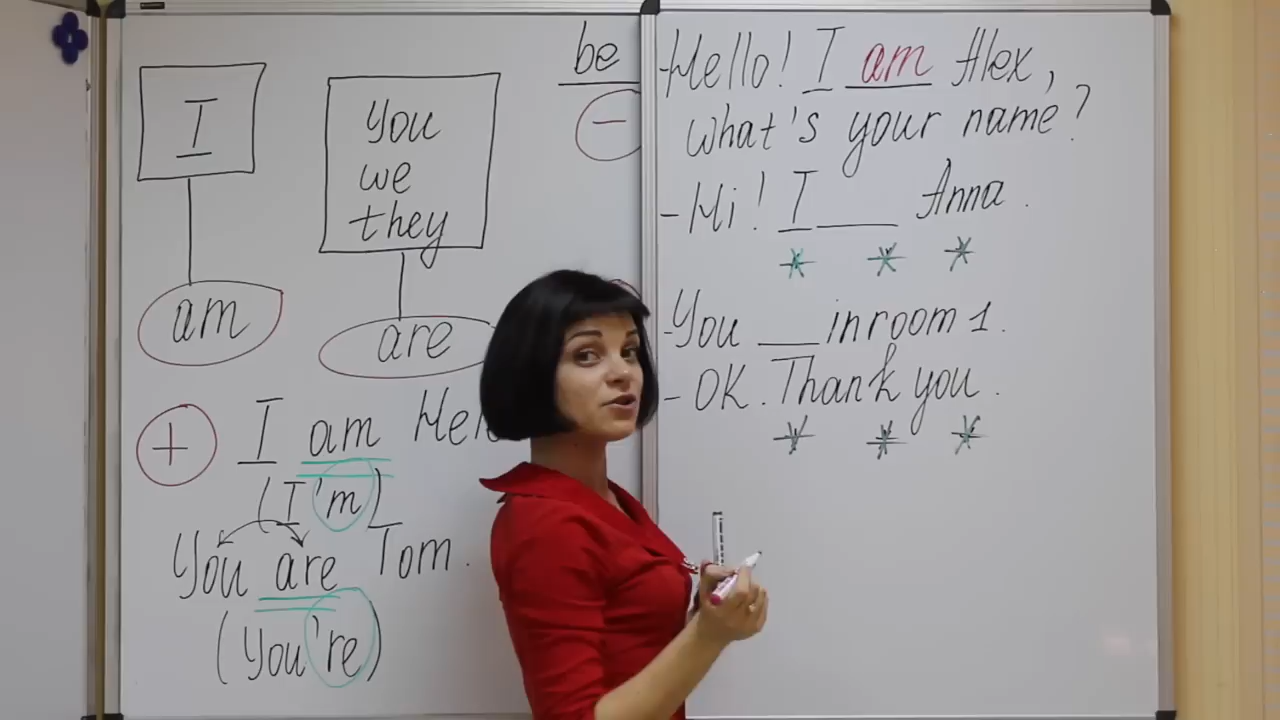 I
am
You
we
they
are
be
−
+ I am
(I'm)
You are Tom.
(You're)
Hello! I am Alex,
what's your name?
- Hi! I ___ Anna.
* * *
- You ___ in room 1.
- OK. Thank you.
* * *